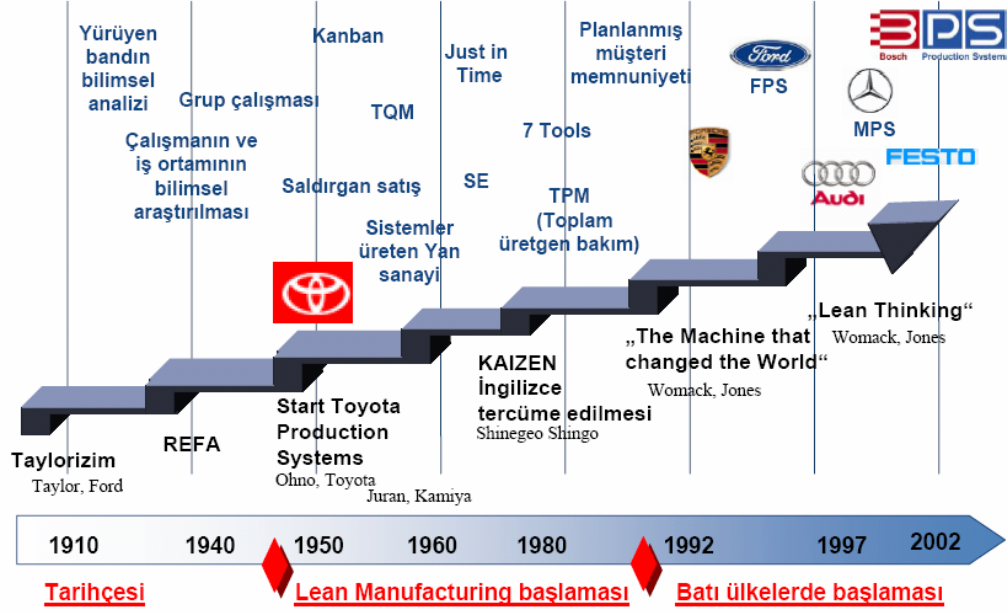 Yürüyen
bandın
bilimsel
analizi
Grup çalışması
Çalışmanın ve
iş ortamının
bilimsel
araştırılması
Kanban
TQM
Saldırgan satış
Sistemler
üreten Yan
sanayi
Just in
Time
SE
7 Tools
TPM
(Toplam
üretgen bakım)
Planlanmış
müşteri
memnuniyeti
Ford
FPS
PORSCHE
BPS
Bosch Production Systems
MPS
Audi
FESTO
Taylorizim
Taylor, Ford
REFA
Start Toyota
Production
Systems
Ohno, Toyota
Juran, Kamiya
KAIZEN
İngilizce
tercüme edilmesi
Shinegeo Shingo
„The Machine that
changed the World“
Womack, Jones
„Lean Thinking“
Womack, Jones
1910 1940 1950 1960 1980 1992 1997 2002
Tarihçesi Lean Manufacturing başlaması Batı ülkelerde başlaması